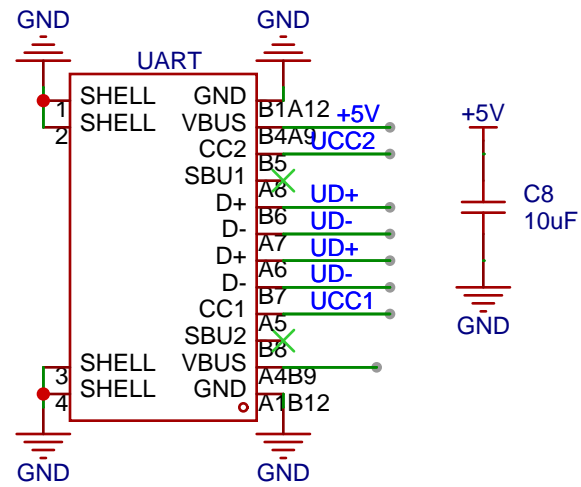 GND
GND
UART
SHELL
GND
1
B1A12
+5V
SHELL
VBUS
2
B4A9
UCC2
CC2
B5
SBU1
A8
D+
UD+
B6
D-
UD-
A7
D+
UD+
A6
D-
UD-
B7
CC1
UCC1
A5
SBU2
B8
SHELL
VBUS
3
A4B9
SHELL
GND
4
A1B12
GND
GND
+5V
C8
10uF
GND